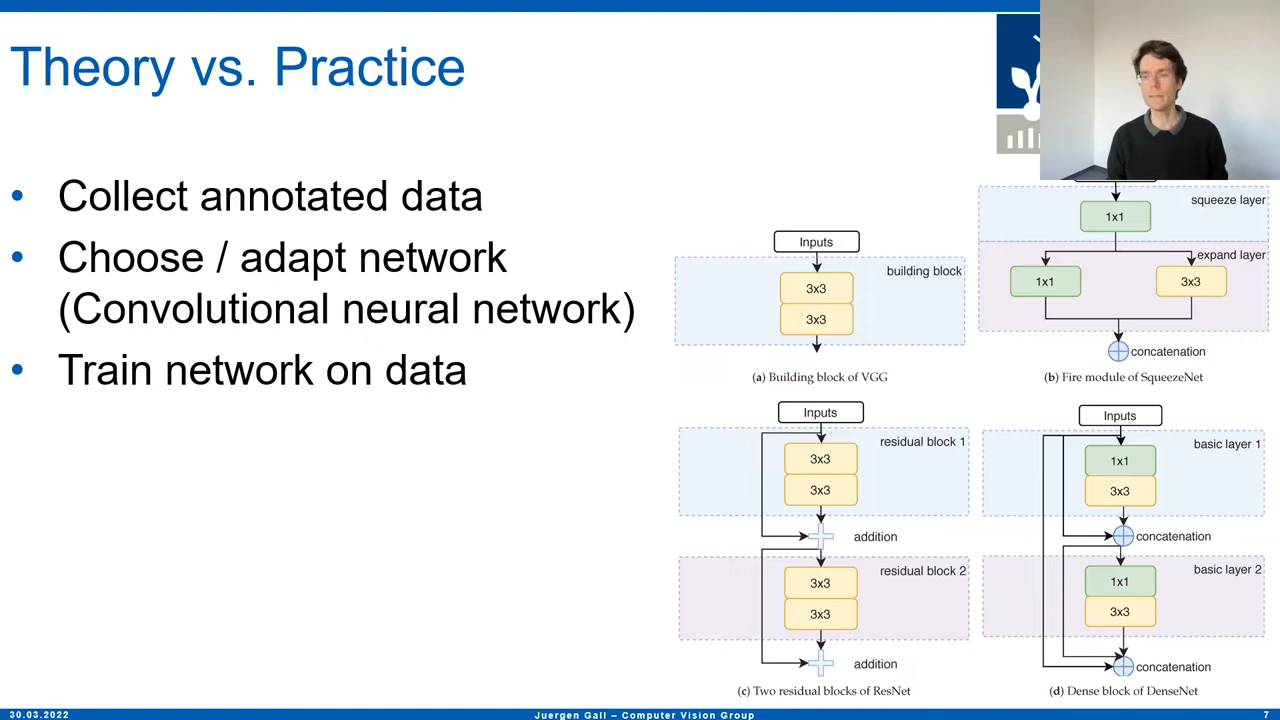 Theory vs. Practice
• Collect annotated data
• Choose / adapt network
(Convolutional neural network)
• Train network on data
Inputs
building block
3x3
3x3
(a) Building block of VGG
squeeze layer
1x1
expand layer
1x1
3x3
concatenation
(b) Fire module of SqueezeNet
Inputs
residual block 1
3x3
3x3
addition
residual block 2
3x3
3x3
addition
(c) Two residual blocks of ResNet
Inputs
basic layer 1
1x1
3x3
concatenation
basic layer 2
1x1
3x3
concatenation
(d) Dense block of DenseNet
30.03.2022
Juergen Gall – Computer Vision Group
7